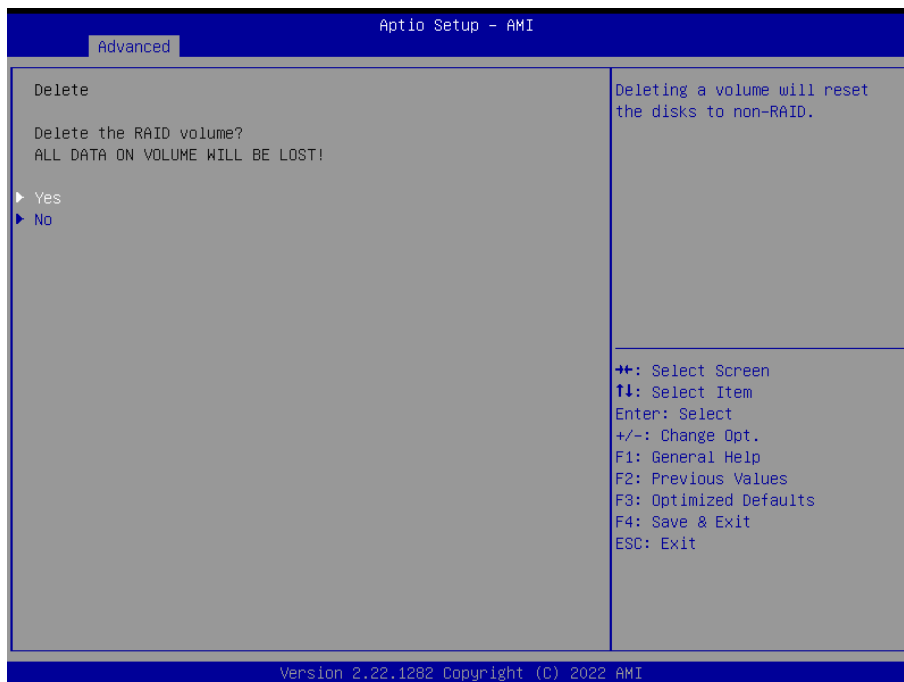 Aptio Setup – AMI
Advanced
Delete
Delete the RAID volume?
ALL DATA ON VOLUME WILL BE LOST!
Yes
No
Deleting a volume will reset
the disks to non-RAID.
→←: Select Screen
↑↓: Select Item
Enter: Select
+/-: Change Opt.
F1: General Help
F2: Previous Values
F3: Optimized Defaults
F4: Save & Exit
ESC: Exit
Version 2.22.1282 Copyright (C) 2022 AMI